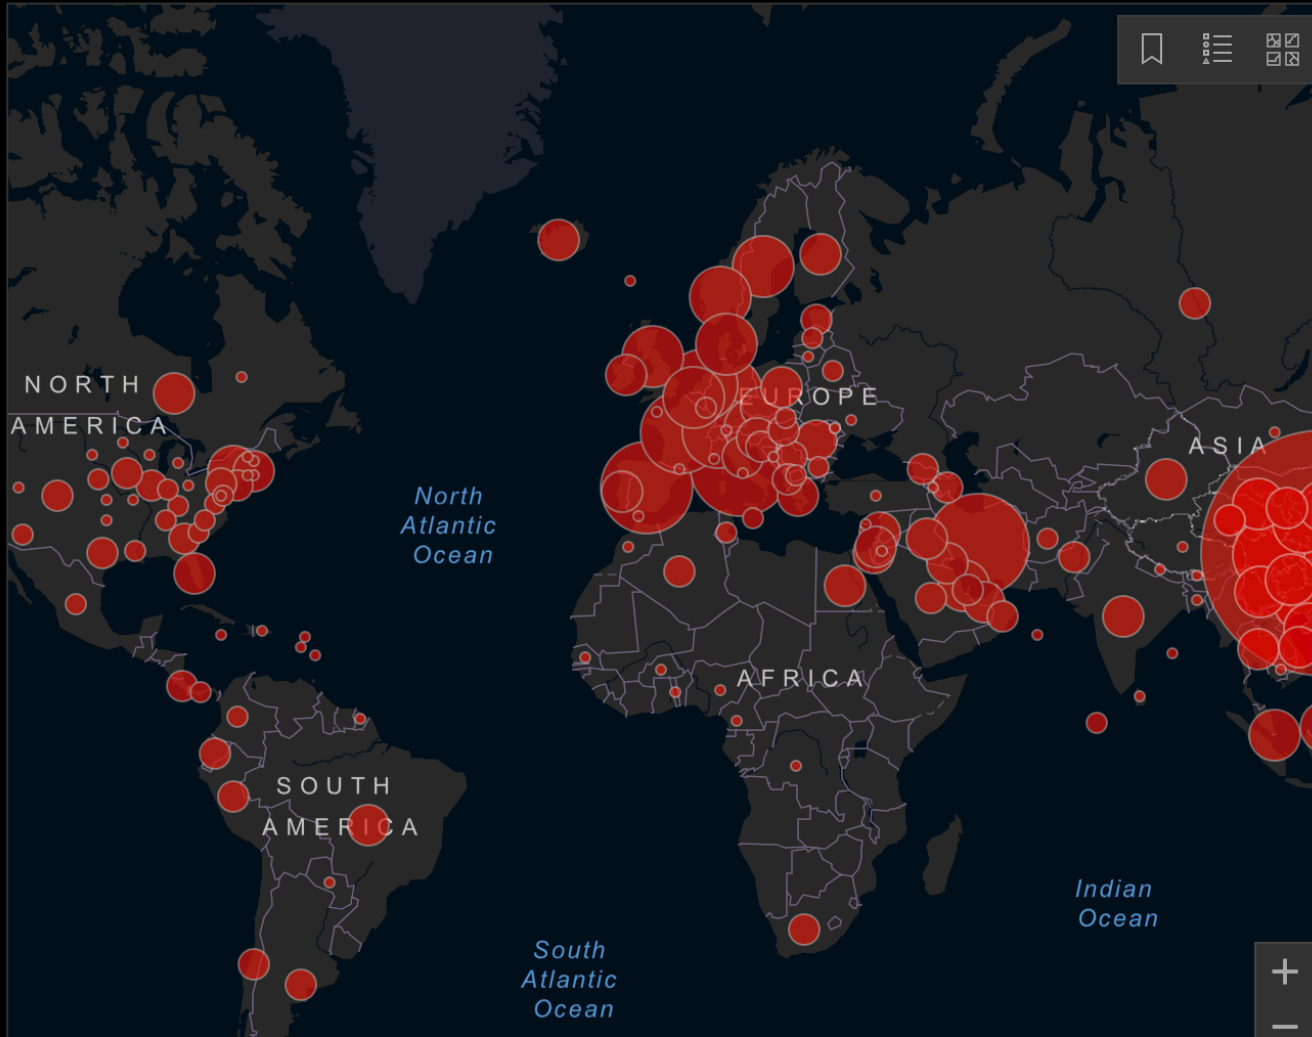 NORTH
AMERICA
EUROPE
ASIA
North
Atlantic
Ocean
AFRICA
SOUTH
AMERICA
Indian
Ocean
South
Atlantic
Ocean
+
−